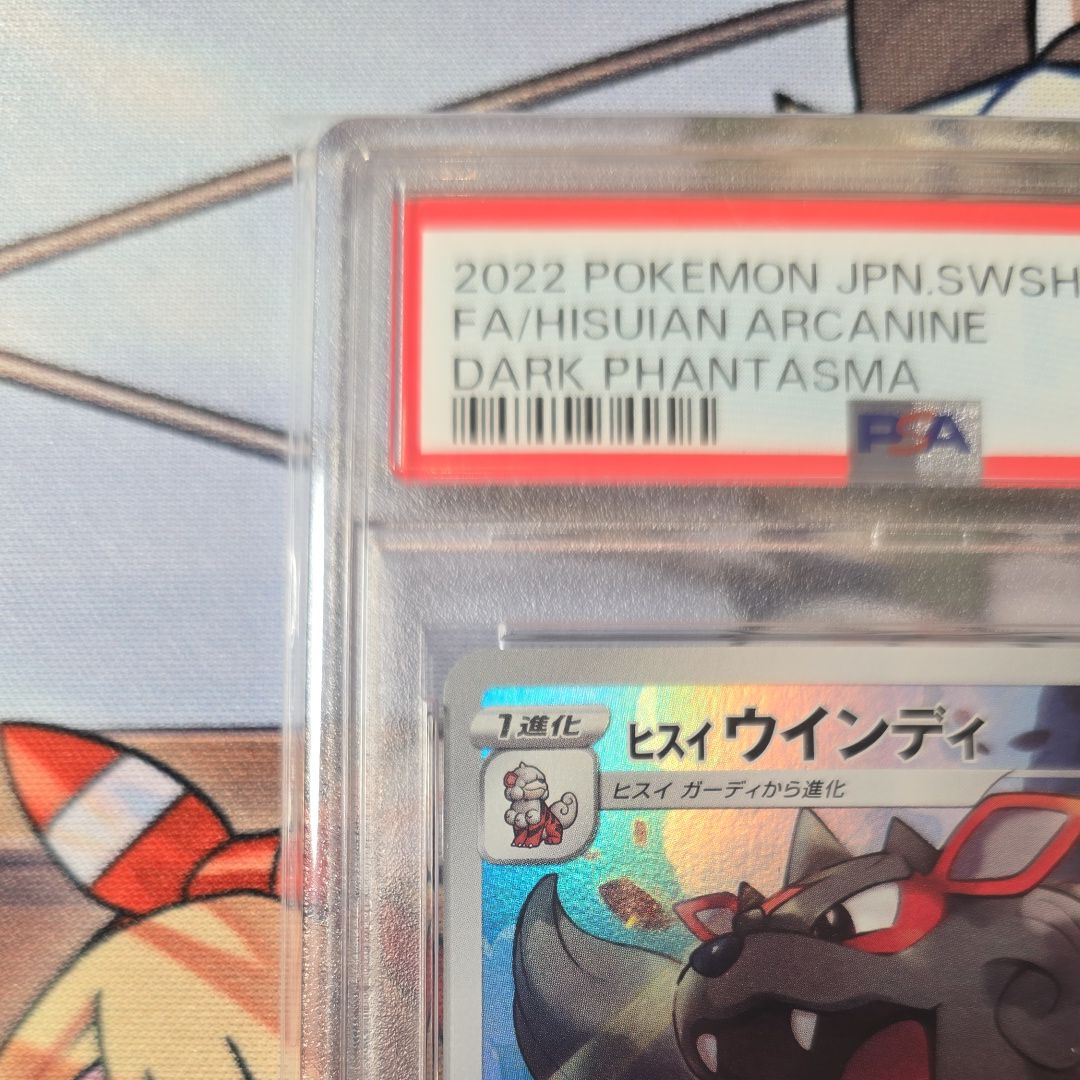 2022 POKEMON JPN.SWSH
FA/HISUIAN ARCANINE
DARK PHANTASMA
PSA
1進化
ヒスイ ウインディ
ヒスイ ガーディから進化